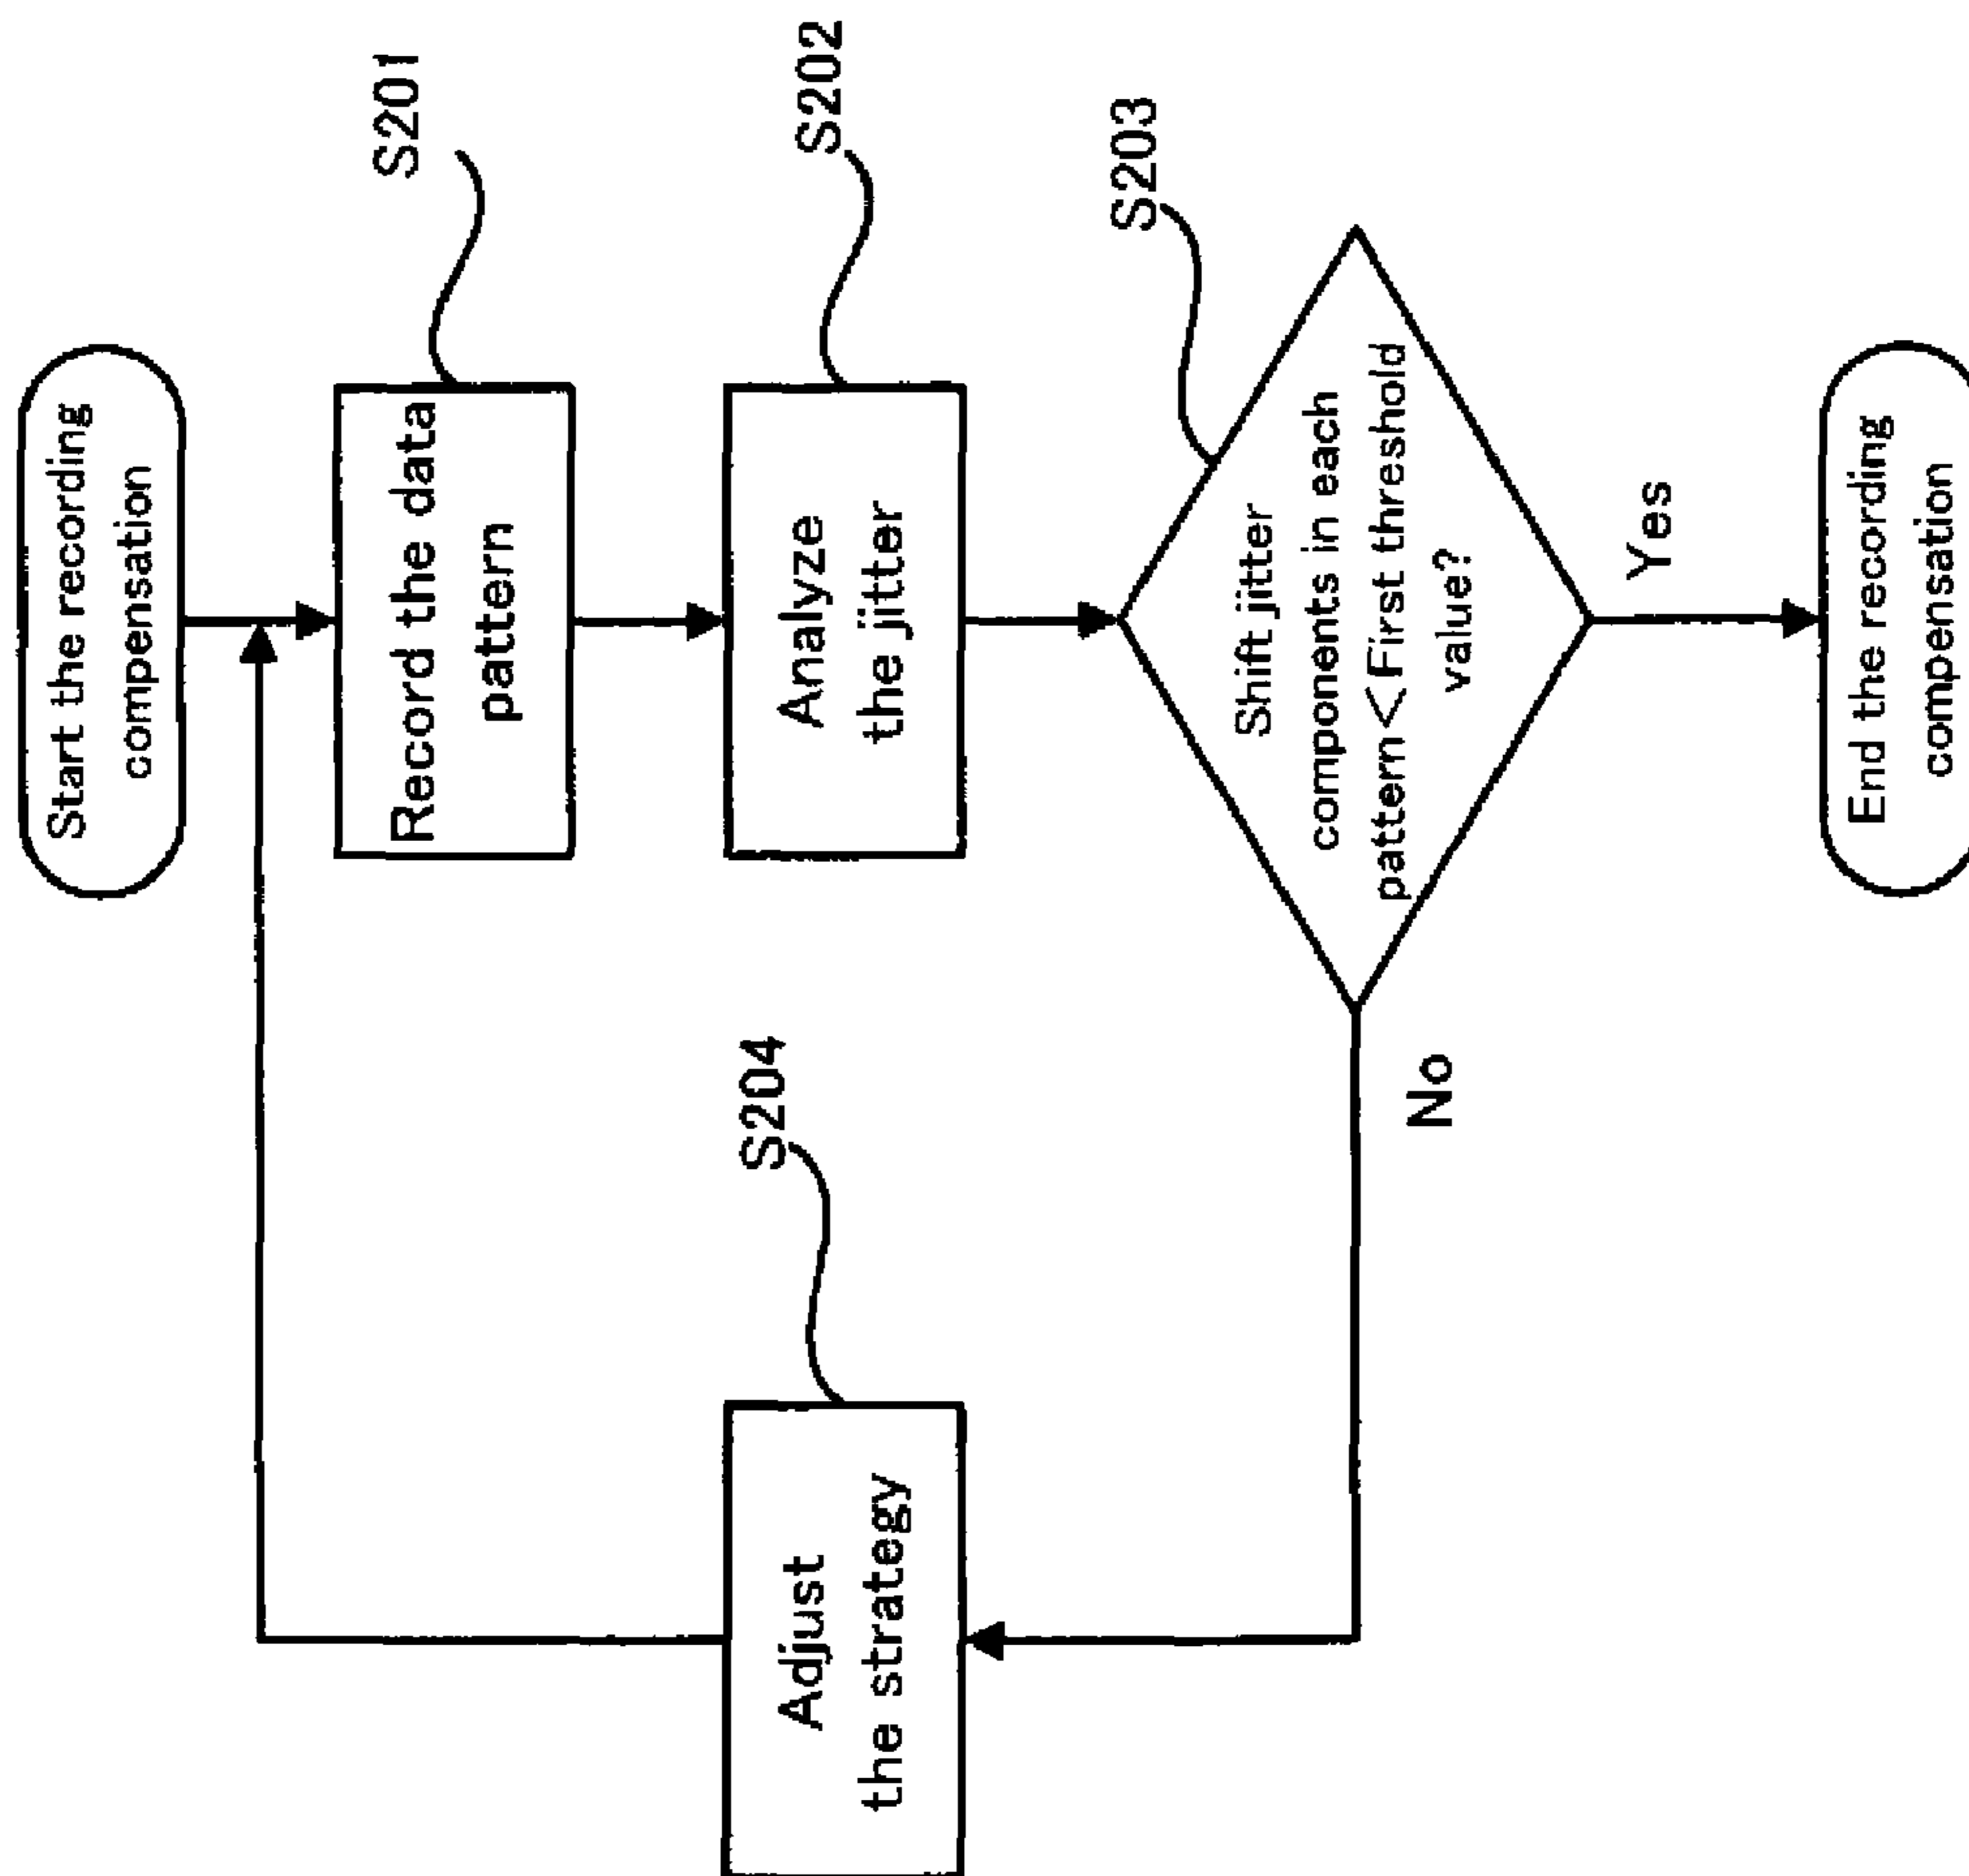 Start the recording
compensation
S201
Record the data
pattern
S202
Analyze
the jitter
S203
Shift jitter
components in each
pattern<First threshold
value?
Yes
No
S204
Adjust
the strategy
End the recording
compensation